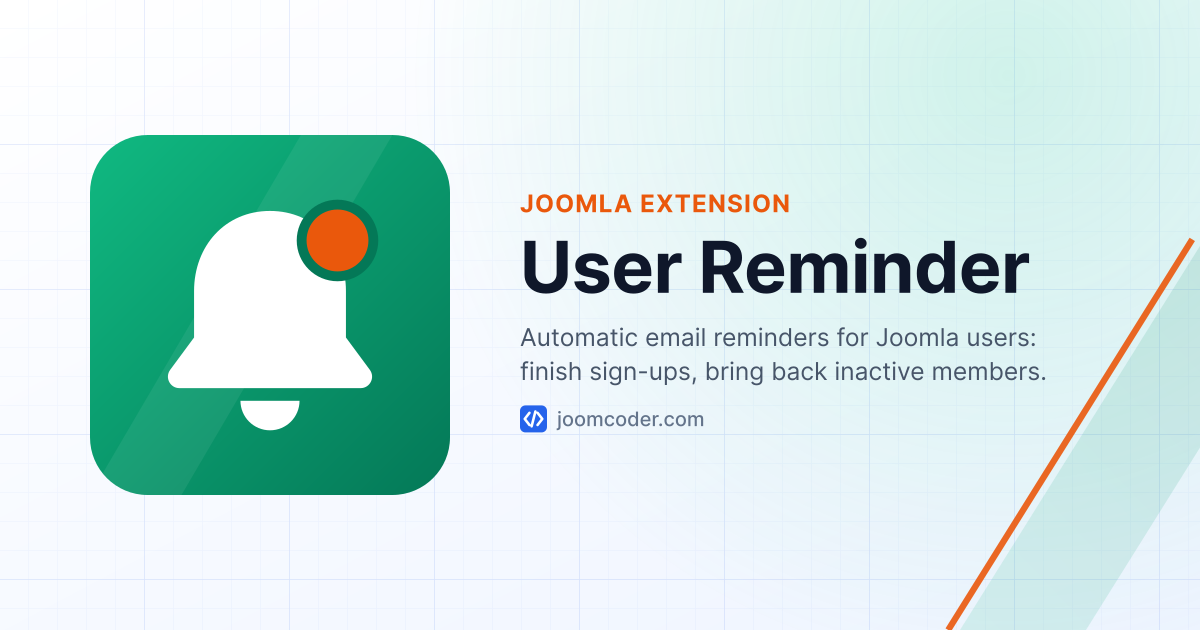 JOOMLA EXTENSION
User Reminder
Automatic email reminders for Joomla users:
finish sign-ups, bring back inactive members.
joomcoder.com